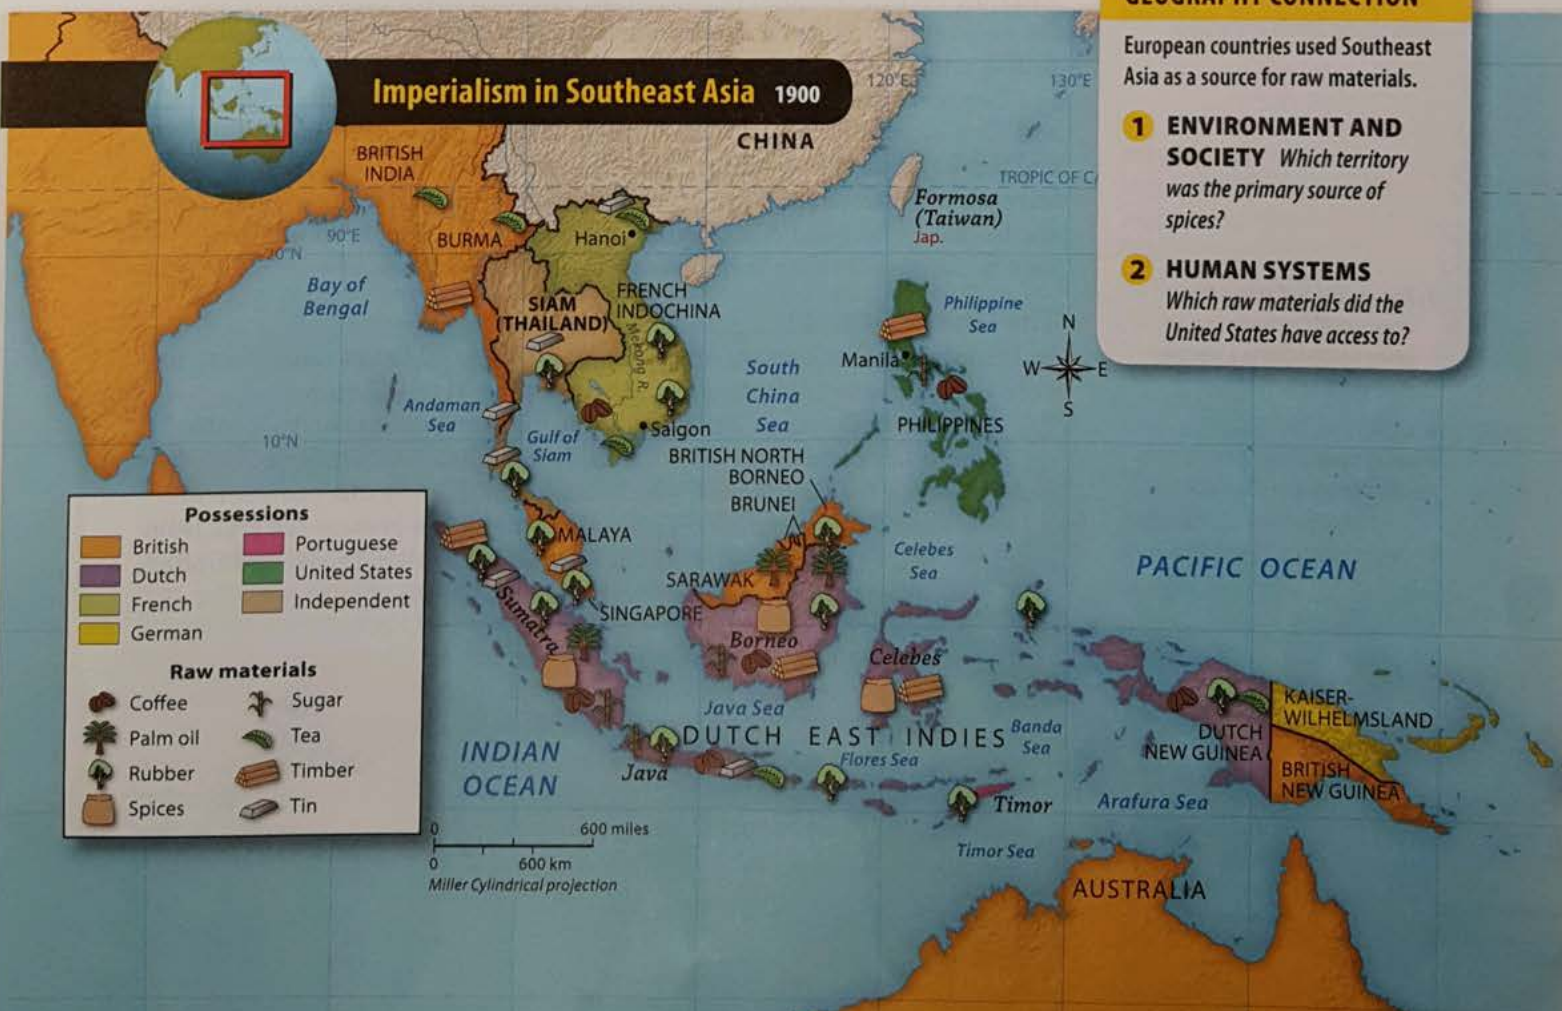 GEOGRAPHY CONNECTION
European countries used Southeast
Asia as a source for raw materials.
1 ENVIRONMENT AND
SOCIETY Which territory
was the primary source of
spices?
2 HUMAN SYSTEMS
Which raw materials did the
United States have access to?
Imperialism in Southeast Asia 1900
120°E
130°E
CHINA
BRITISH
INDIA
TROPIC OF CA
Formosa
(Taiwan)
Jap.
90°E
20°N
BURMA
Hanoi
Bay of
Bengal
SIAM
(THAILAND)
FRENCH
INDOCHINA
Mekong R.
Philippine
Sea
N
W
E
S
Manila
South
China
Sea
Andaman
Sea
10°N
Gulf of
Siam
Saigon
PHILIPPINES
BRITISH NORTH
BORNEO
BRUNEI
MALAYA
Celebes
Sea
PACIFIC OCEAN
SARAWAK
SINGAPORE
Sumatra
Borneo
Celebes
Java Sea
DUTCH EAST INDIES
Banda
Sea
Flores Sea
KAISER-
WILHELMSLAND
DUTCH
NEW GUINEA
BRITISH
NEW GUINEA
INDIAN
OCEAN
Java
Timor
Arafura Sea
Timor Sea
AUSTRALIA
Possessions
British
Portuguese
Dutch
United States
French
Independent
German
Raw materials
Coffee
Sugar
Palm oil
Tea
Rubber
Timber
Spices
Tin
0
600 miles
0
600 km
Miller Cylindrical projection